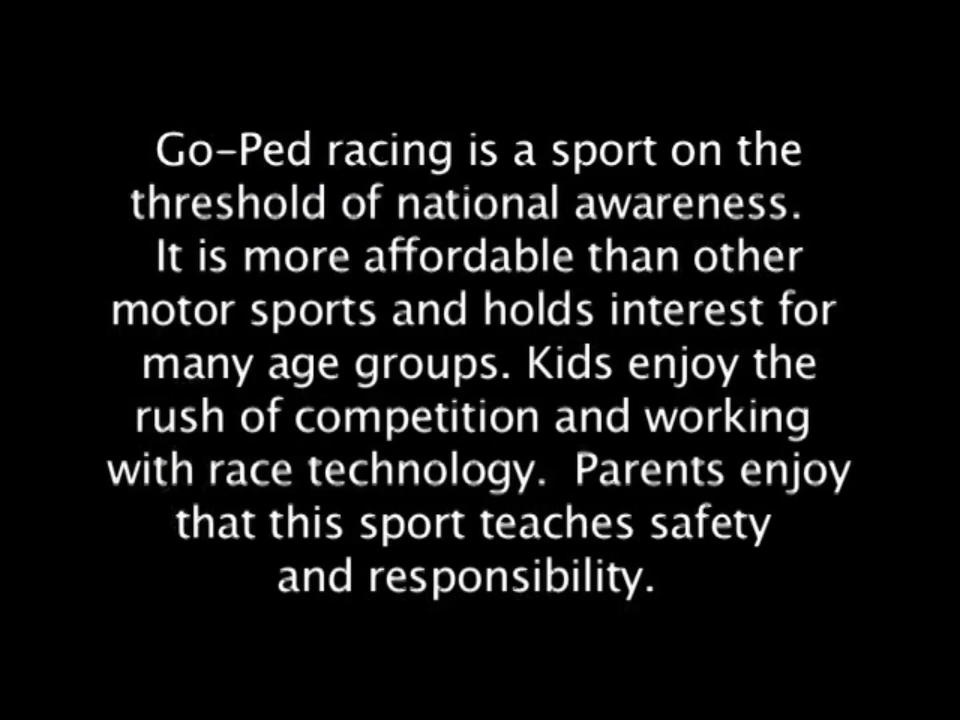 Go-Ped racing is a sport on the
threshold of national awareness.
It is more affordable than other
motor sports and holds interest for
many age groups. Kids enjoy the
rush of competition and working
with race technology. Parents enjoy
that this sport teaches safety
and responsibility.